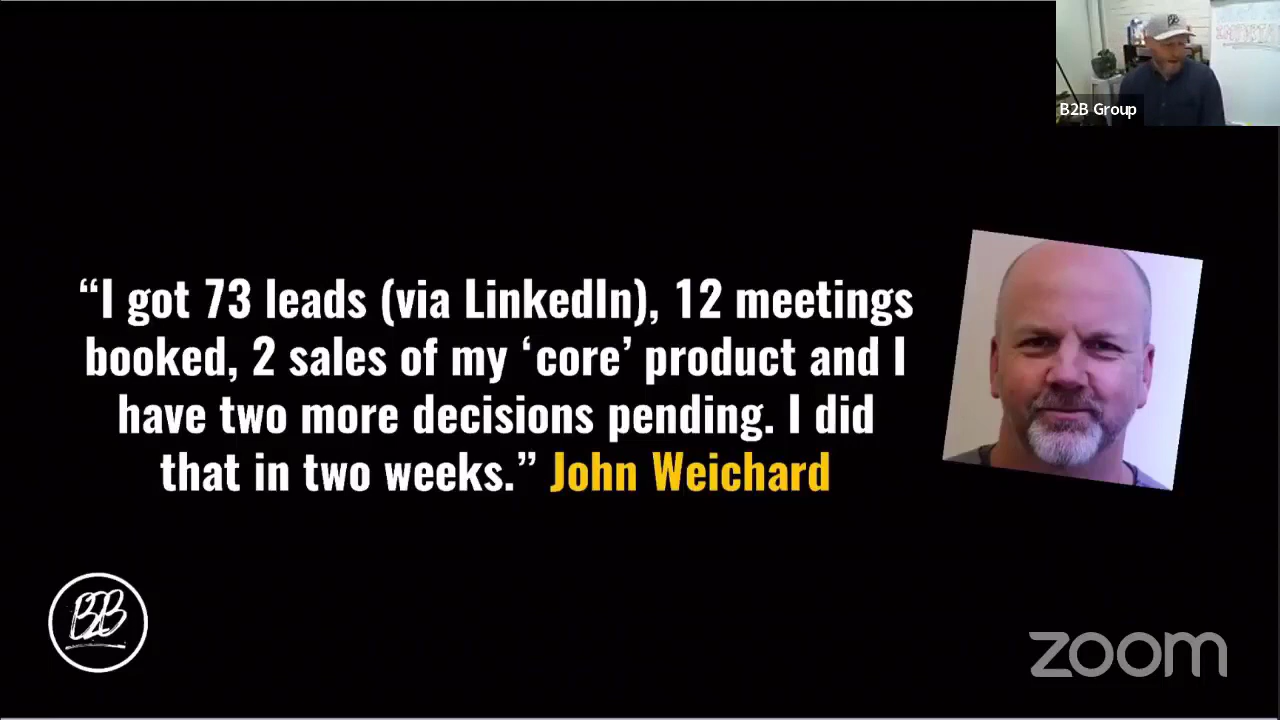 B2B Group
“I got 73 leads (via LinkedIn), 12 meetings
booked, 2 sales of my ‘core’ product and I
have two more decisions pending. I did
that in two weeks.” John Weichard
B2B
zoom